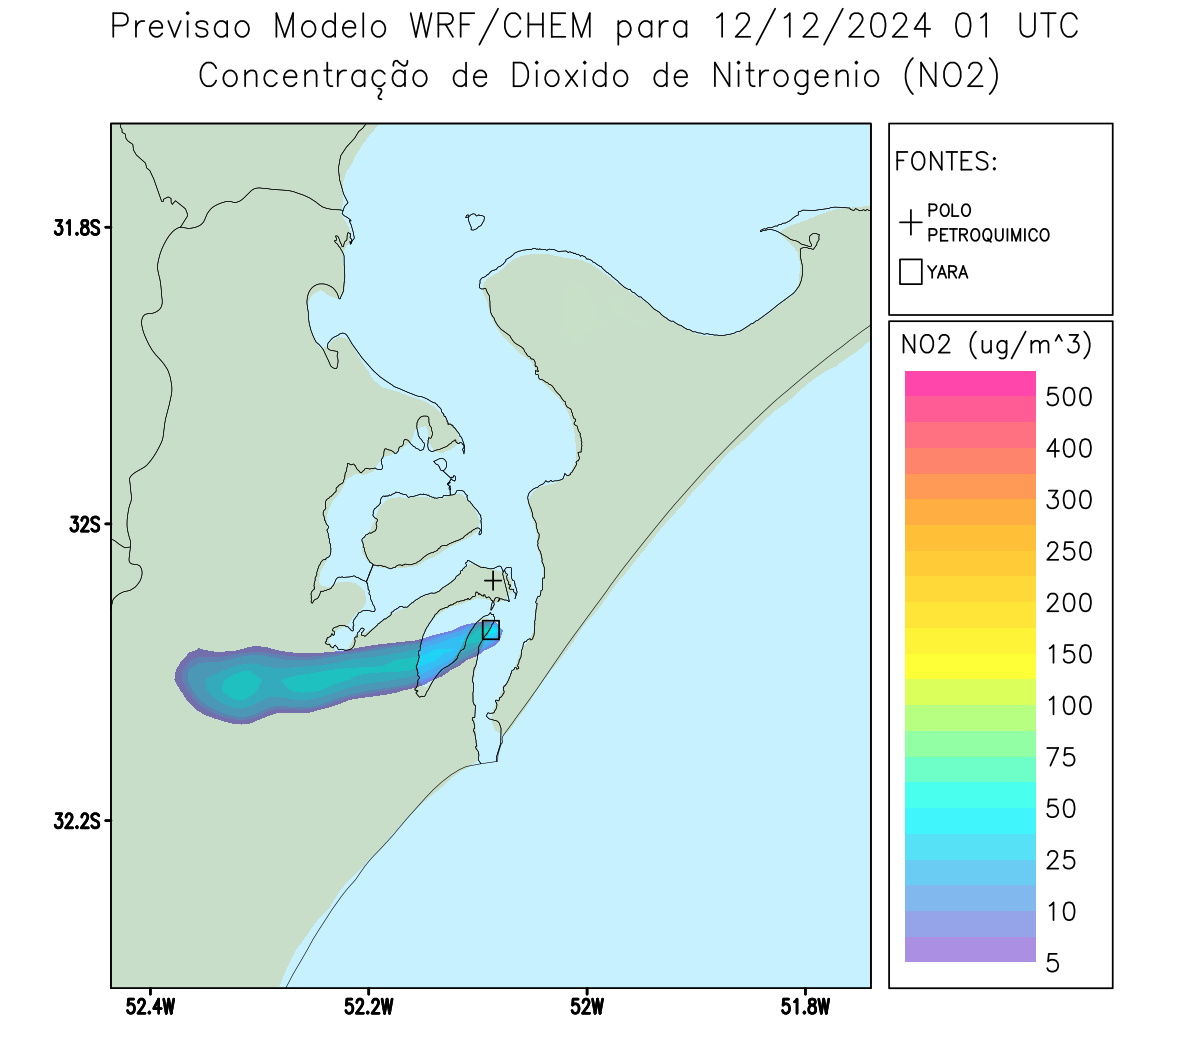 Previsao Modelo WRF/CHEM para 12/12/2024 01 UTC
Concentração de Dioxido de Nitrogenio (NO2)
FONTES:
POLO
PETROQUIMICO
YARA
31.8S
32S
32.2S
52.4W
52.2W
52W
51.8W
NO2 (ug/m^3)
500
400
300
250
200
150
100
75
50
25
10
5